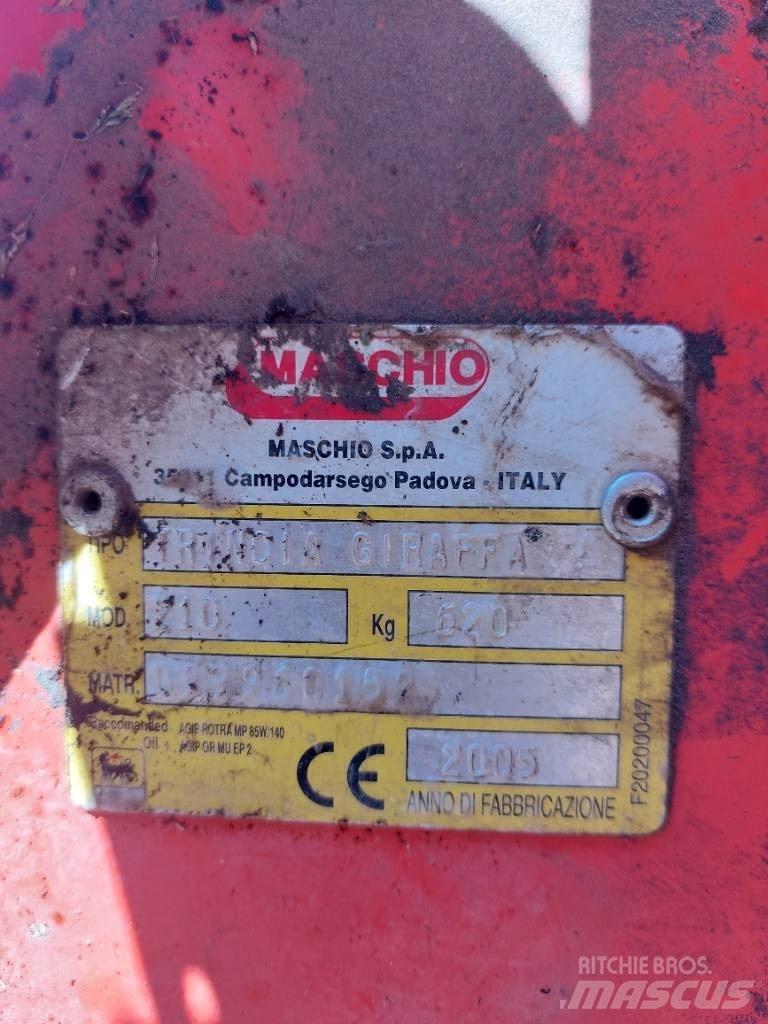 MASCHIO
MASCHIO S.p.A.
Campodarsego Padova - ITALY
TIPO TRINCIA GIRAFFA
MOD. 210 Kg 620
MATR.
Raccomanded Oil AGIP ROTRA MP 85W/140
AGIP GR MU EP 2
CE
2005
ANNO DI FABBRICAZIONE
F20200047
RITCHIE BROS.
MASCUS